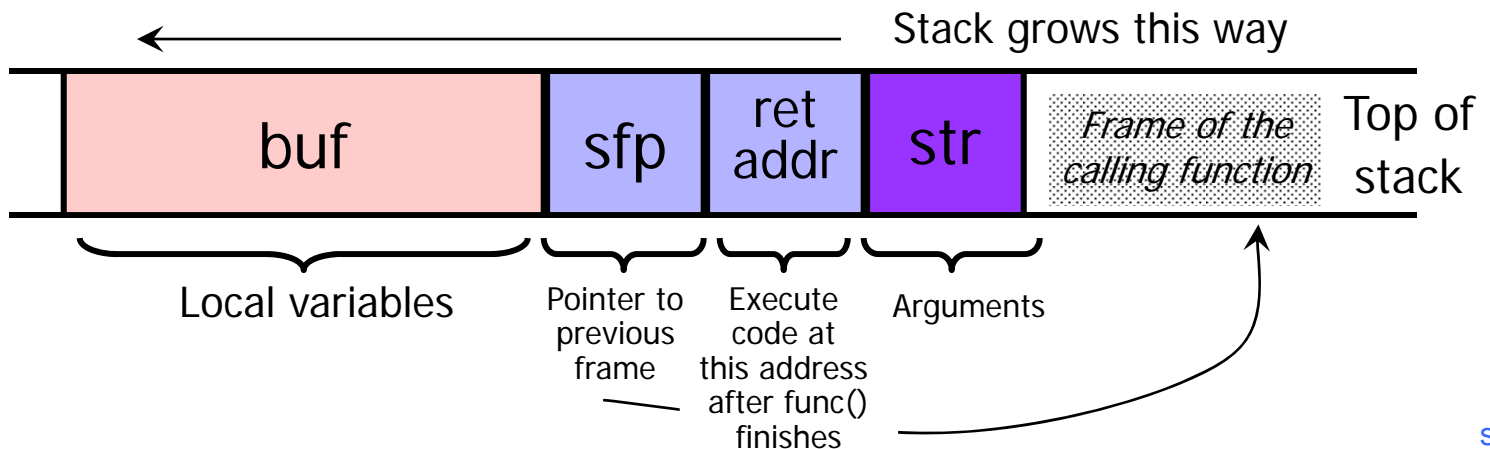 Stack grows this way
buf
sfp
ret
addr
str
Frame of the
calling function
Top of
stack
Local variables
Pointer to
previous
frame
Execute
code at
this address
after func()
finishes
Arguments
s